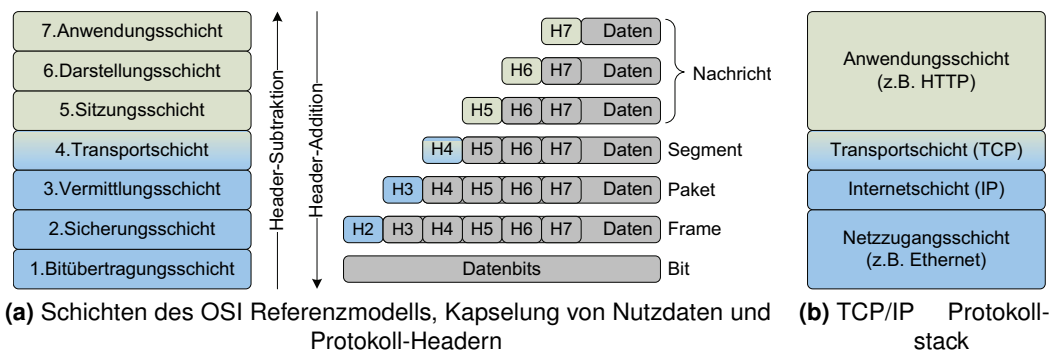 7.Anwendungsschicht
6.Darstellungsschicht
5.Sitzungsschicht
4.Transportschicht
3.Vermittlungsschicht
2.Sicherungsschicht
1.Bitübertragungsschicht
Header-Subtraktion
Header-Addition
H7 Daten
H6 H7 Daten
H5 H6 H7 Daten
Nachricht
H4 H5 H6 H7 Daten Segment
H3 H4 H5 H6 H7 Daten Paket
H2 H3 H4 H5 H6 H7 Daten Frame
Datenbits Bit
Anwendungsschicht
(z.B. HTTP)
Transportschicht (TCP)
Internetschicht (IP)
Netzzugangsschicht
(z.B. Ethernet)
(a) Schichten des OSI Referenzmodells, Kapselung von Nutzdaten und
Protokoll-Headern
(b) TCP/IP Protokoll-
stack